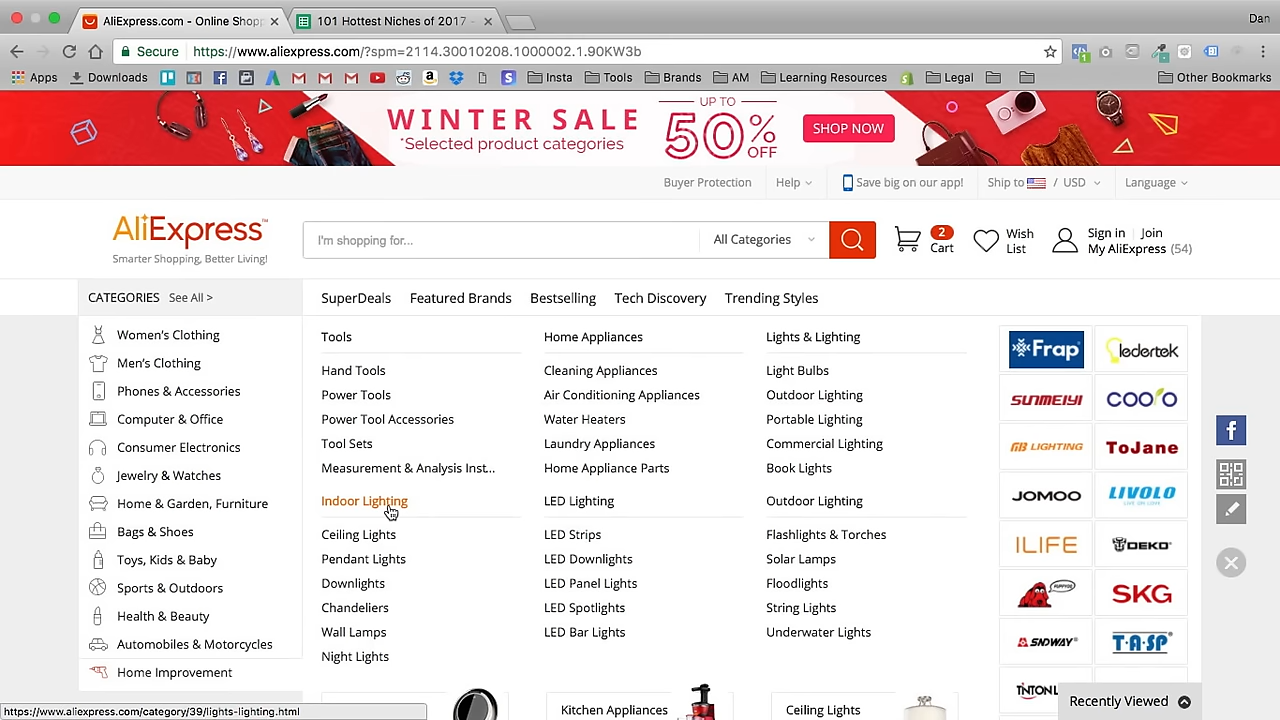 AliExpress.com - Online Shopp
101 Hottest Niches of 2017 -
Dan
Secure
https://www.aliexpress.com/?spm=2114.30010208.1000002.1.90KW3b
Apps
Downloads
Insta
Tools
Brands
AM
Learning Resource
Legal
Other Bookmarks
WINTER SALE
*Selected product categories
UP TO
50%
OFF
SHOP NOW
Buyer Protection
Help
Save big on our app!
Ship to / USD
Language
AliExpress™
Smarter Shopping, Better Living!
I'm shopping for...
All Categories
2
Cart
Wish
List
Sign in
Join
My AliExpress (54)
CATEGORIES See All >
SuperDeals
Featured Brands
Bestselling
Tech Discovery
Trending Styles
Women's Clothing
Men's Clothing
Phones & Accessories
Computer & Office
Consumer Electronics
Jewelry & Watches
Home & Garden, Furniture
Bags & Shoes
Toys, Kids & Baby
Sports & Outdoors
Health & Beauty
Automobiles & Motorcycles
Home Improvement
Tools
Hand Tools
Power Tools
Power Tool Accessories
Tool Sets
Measurement & Analysis Inst...
Home Appliances
Cleaning Appliances
Air Conditioning Appliances
Water Heaters
Laundry Appliances
Home Appliance Parts
Lights & Lighting
Light Bulbs
Outdoor Lighting
Portable Lighting
Commercial Lighting
Book Lights
Indoor Lighting
Ceiling Lights
Pendant Lights
Downlights
Chandeliers
Wall Lamps
Night Lights
LED Lighting
LED Strips
LED Downlights
LED Panel Lights
LED Spotlights
LED Bar Lights
Outdoor Lighting
Flashlights & Torches
Solar Lamps
Floodlights
String Lights
Underwater Lights
Frap
ledertek
SUNMEIYI
COOLO
LIGHTING
ToJane
JOMOO
LIVOLO
ILIFE
DEKO
SKG
SNDWAY
T·A·SP
TINTON L
Kitchen Appliances
Ceiling Lights
Recently Viewed
https://www.aliexpress.com/category/39/lights-lighting.html